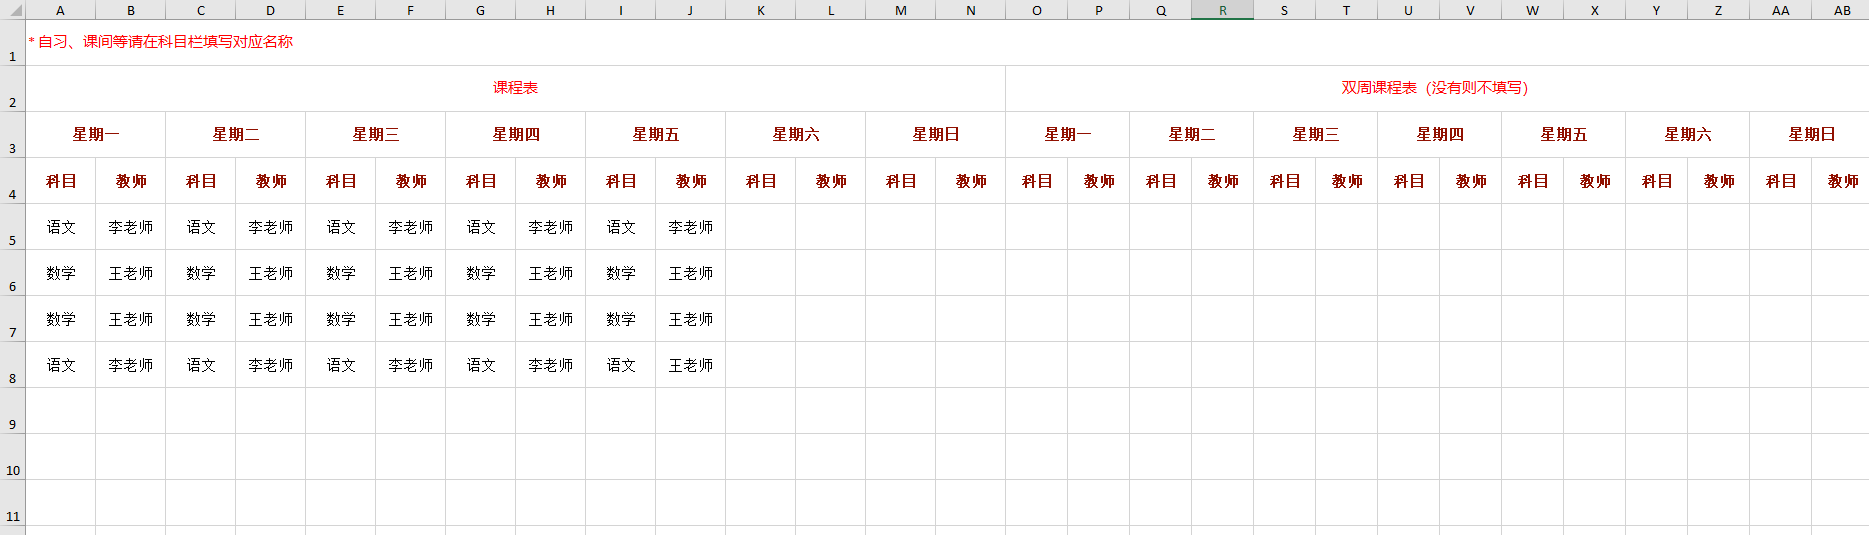 A B C D E F G H I J K L M N O P Q R S T U V W X Y Z AA AB
1 * 自习、课间等请在科目栏填写对应名称
2 课程表 双周课程表（没有则不填写）
3 星期一 星期二 星期三 星期四 星期五 星期六 星期日 星期一 星期二 星期三 星期四 星期五 星期六 星期日
4 科目 教师 科目 教师 科目 教师 科目 教师 科目 教师 科目 教师 科目 教师 科目 教师 科目 教师 科目 教师 科目 教师 科目 教师 科目 教师 科目 教师
5 语文 李老师 语文 李老师 语文 李老师 语文 李老师 语文 李老师
6 数学 王老师 数学 王老师 数学 王老师 数学 王老师 数学 王老师
7 数学 王老师 数学 王老师 数学 王老师 数学 王老师 数学 王老师
8 语文 李老师 语文 李老师 语文 李老师 语文 李老师 语文 王老师
9
10
11